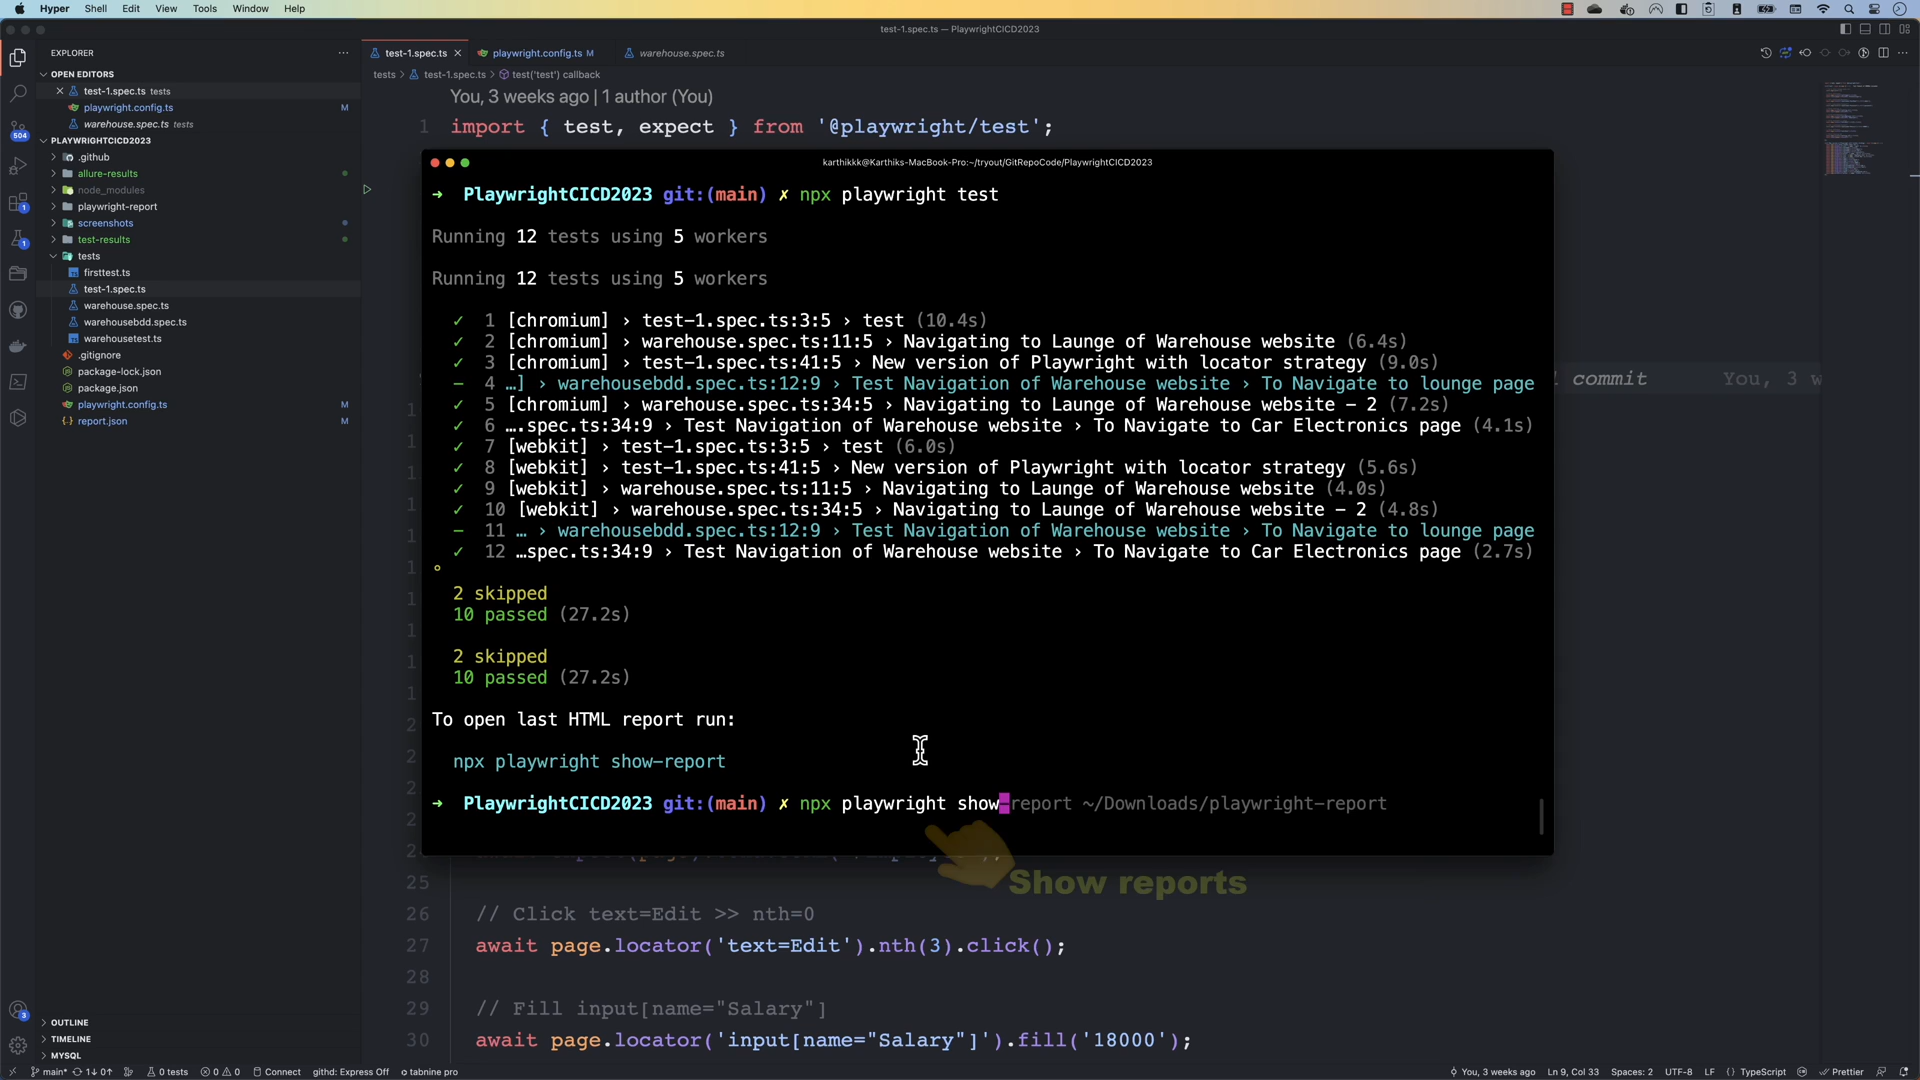 Hyper Shell Edit View Tools Window Help
test-1.spec.ts — PlaywrightCICD2023
EXPLORER
OPEN EDITORS
test-1.spec.ts tests
playwright.config.ts M
warehouse.spec.ts tests
PLAYWRIGHTCICD2023
.github
allure-results
node_modules
playwright-report
screenshots
test-results
tests
firsttest.ts
test-1.spec.ts
warehouse.spec.ts
warehousebdd.spec.ts
warehousetest.ts
.gitignore
package-lock.json
package.json
playwright.config.ts M
report.json M
OUTLINE
TIMELINE
MYSQL
504
1
1
3
test-1.spec.ts playwright.config.ts M warehouse.spec.ts
tests > test-1.spec.ts > test('test') callback
You, 3 weeks ago | 1 author (You)
1 import { test, expect } from '@playwright/test';
karthikkk@Karthiks-MacBook-Pro:~/tryout/GitRepoCode/PlaywrightCICD2023
➜ PlaywrightCICD2023 git:(main) ✗ npx playwright test
Running 12 tests using 5 workers
Running 12 tests using 5 workers
✓ 1 [chromium] › test-1.spec.ts:3:5 › test (10.4s)
✓ 2 [chromium] › warehouse.spec.ts:11:5 › Navigating to Launge of Warehouse website (6.4s)
✓ 3 [chromium] › test-1.spec.ts:41:5 › New version of Playwright with locator strategy (9.0s)
– 4 …] › warehousebdd.spec.ts:12:9 › Test Navigation of Warehouse website › To Navigate to lounge page
✓ 5 [chromium] › warehouse.spec.ts:34:5 › Navigating to Launge of Warehouse website – 2 (7.2s)
✓ 6 ….spec.ts:34:9 › Test Navigation of Warehouse website › To Navigate to Car Electronics page (4.1s)
✓ 7 [webkit] › test-1.spec.ts:3:5 › test (6.0s)
✓ 8 [webkit] › test-1.spec.ts:41:5 › New version of Playwright with locator strategy (5.6s)
✓ 9 [webkit] › warehouse.spec.ts:11:5 › Navigating to Launge of Warehouse website (4.0s)
✓ 10 [webkit] › warehouse.spec.ts:34:5 › Navigating to Launge of Warehouse website – 2 (4.8s)
– 11 … › warehousebdd.spec.ts:12:9 › Test Navigation of Warehouse website › To Navigate to lounge page
✓ 12 …spec.ts:34:9 › Test Navigation of Warehouse website › To Navigate to Car Electronics page (2.7s)
2 skipped
10 passed (27.2s)
2 skipped
10 passed (27.2s)
To open last HTML report run:
npx playwright show-report
➜ PlaywrightCICD2023 git:(main) ✗ npx playwright show-report ~/Downloads/playwright-report
commit You, 3 w
Show reports
25
26 // Click text=Edit >> nth=0
27 await page.locator('text=Edit').nth(3).click();
28
29 // Fill input[name="Salary"]
30 await page.locator('input[name="Salary"]').fill('18000');
main* 1↓ 0↑ 0 tests 0 0 Connect githd: Express Off tabnine pro You, 3 weeks ago Ln 9, Col 33 Spaces: 2 UTF-8 LF {} TypeScript Prettier